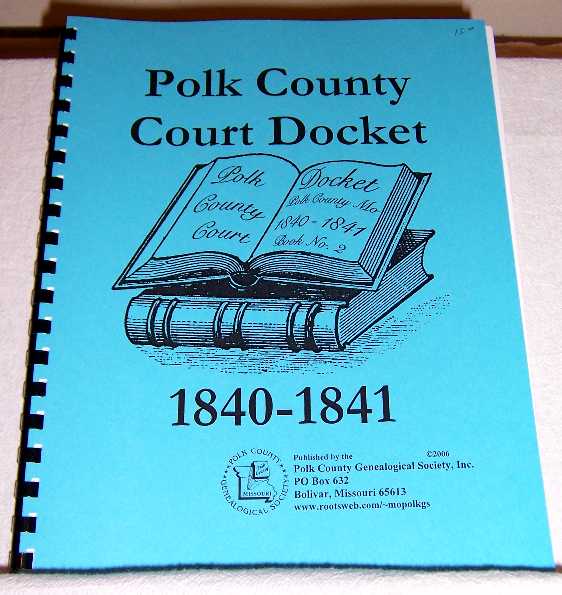 Polk County
Court Docket
Polk
County
Court
Docket
Polk County Mo
1840-1841
Book No. 2
1840-1841
POLK COUNTY
GENEALOGICAL SOCIETY
MISSOURI
Published by the ©2006
Polk County Genealogical Society, Inc.
PO Box 632
Bolivar, Missouri 65613
www.rootsweb.com/~mopolkgs